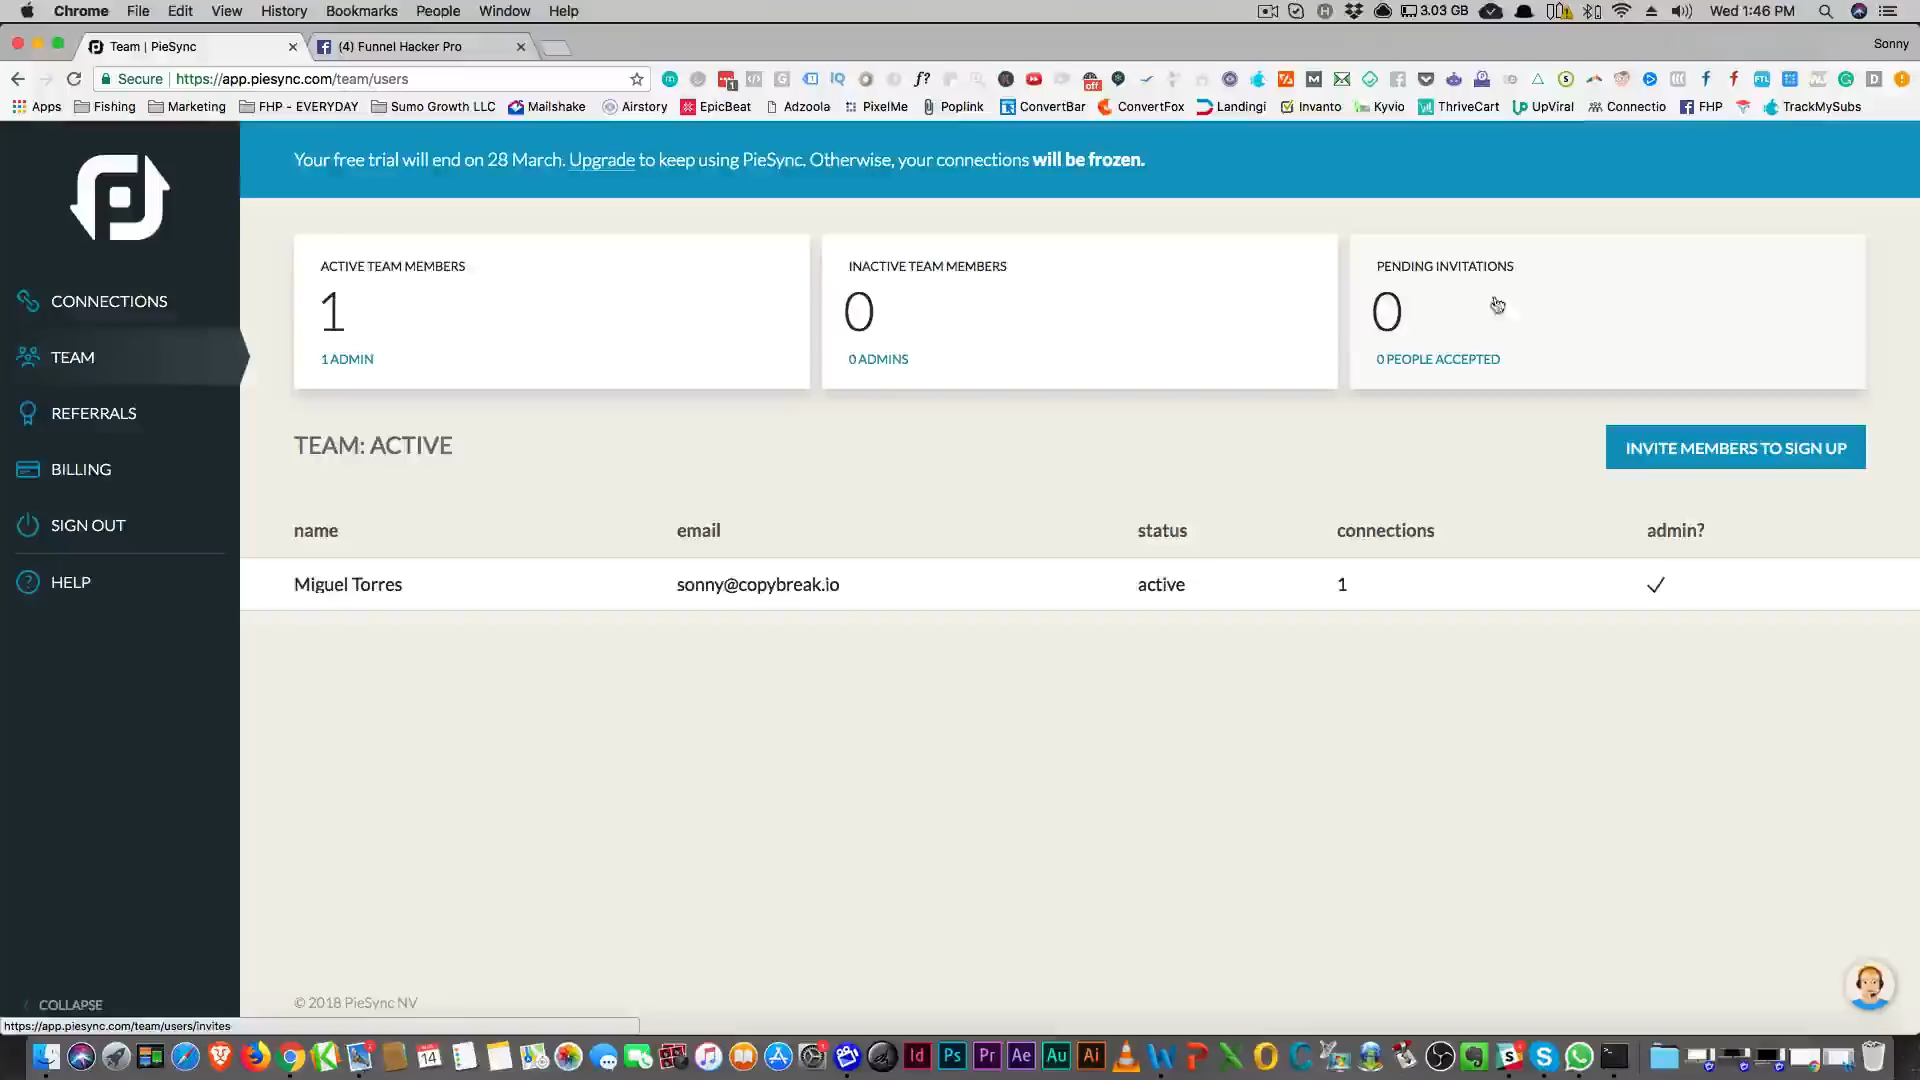 Chrome File Edit View History Bookmarks People Window Help 3.03 GB Wed 1:46 PM
Team | PieSync (4) Funnel Hacker Pro Sonny
Secure https://app.piesync.com/team/users
Apps Fishing Marketing FHP - EVERYDAY Sumo Growth LLC Mailshake Airstory EpicBeat Adzoola PixelMe Poplink ConvertBar ConvertFox Landingi Invanto Kyvio ThriveCart UpViral Connectio FHP TrackMySubs
Your free trial will end on 28 March. Upgrade to keep using PieSync. Otherwise, your connections will be frozen.
CONNECTIONS
TEAM
REFERRALS
BILLING
SIGN OUT
HELP
COLLAPSE
ACTIVE TEAM MEMBERS
1
1 ADMIN
INACTIVE TEAM MEMBERS
0
0 ADMINS
PENDING INVITATIONS
0
0 PEOPLE ACCEPTED
TEAM: ACTIVE
INVITE MEMBERS TO SIGN UP
name email status connections admin?
Miguel Torres sonny@copybreak.io active 1
© 2018 PieSync NV
https://app.piesync.com/team/users/invites